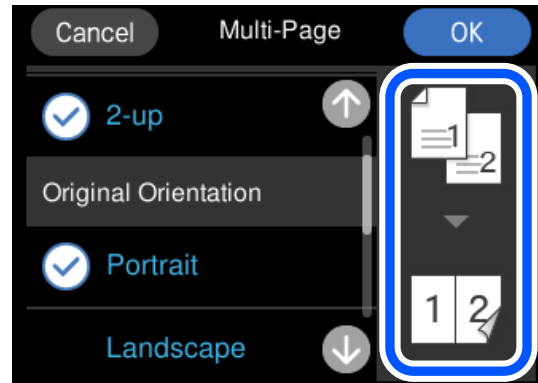 Cancel Multi-Page OK
2-up
Original Orientation
Portrait
Landscape
1
2
1 2